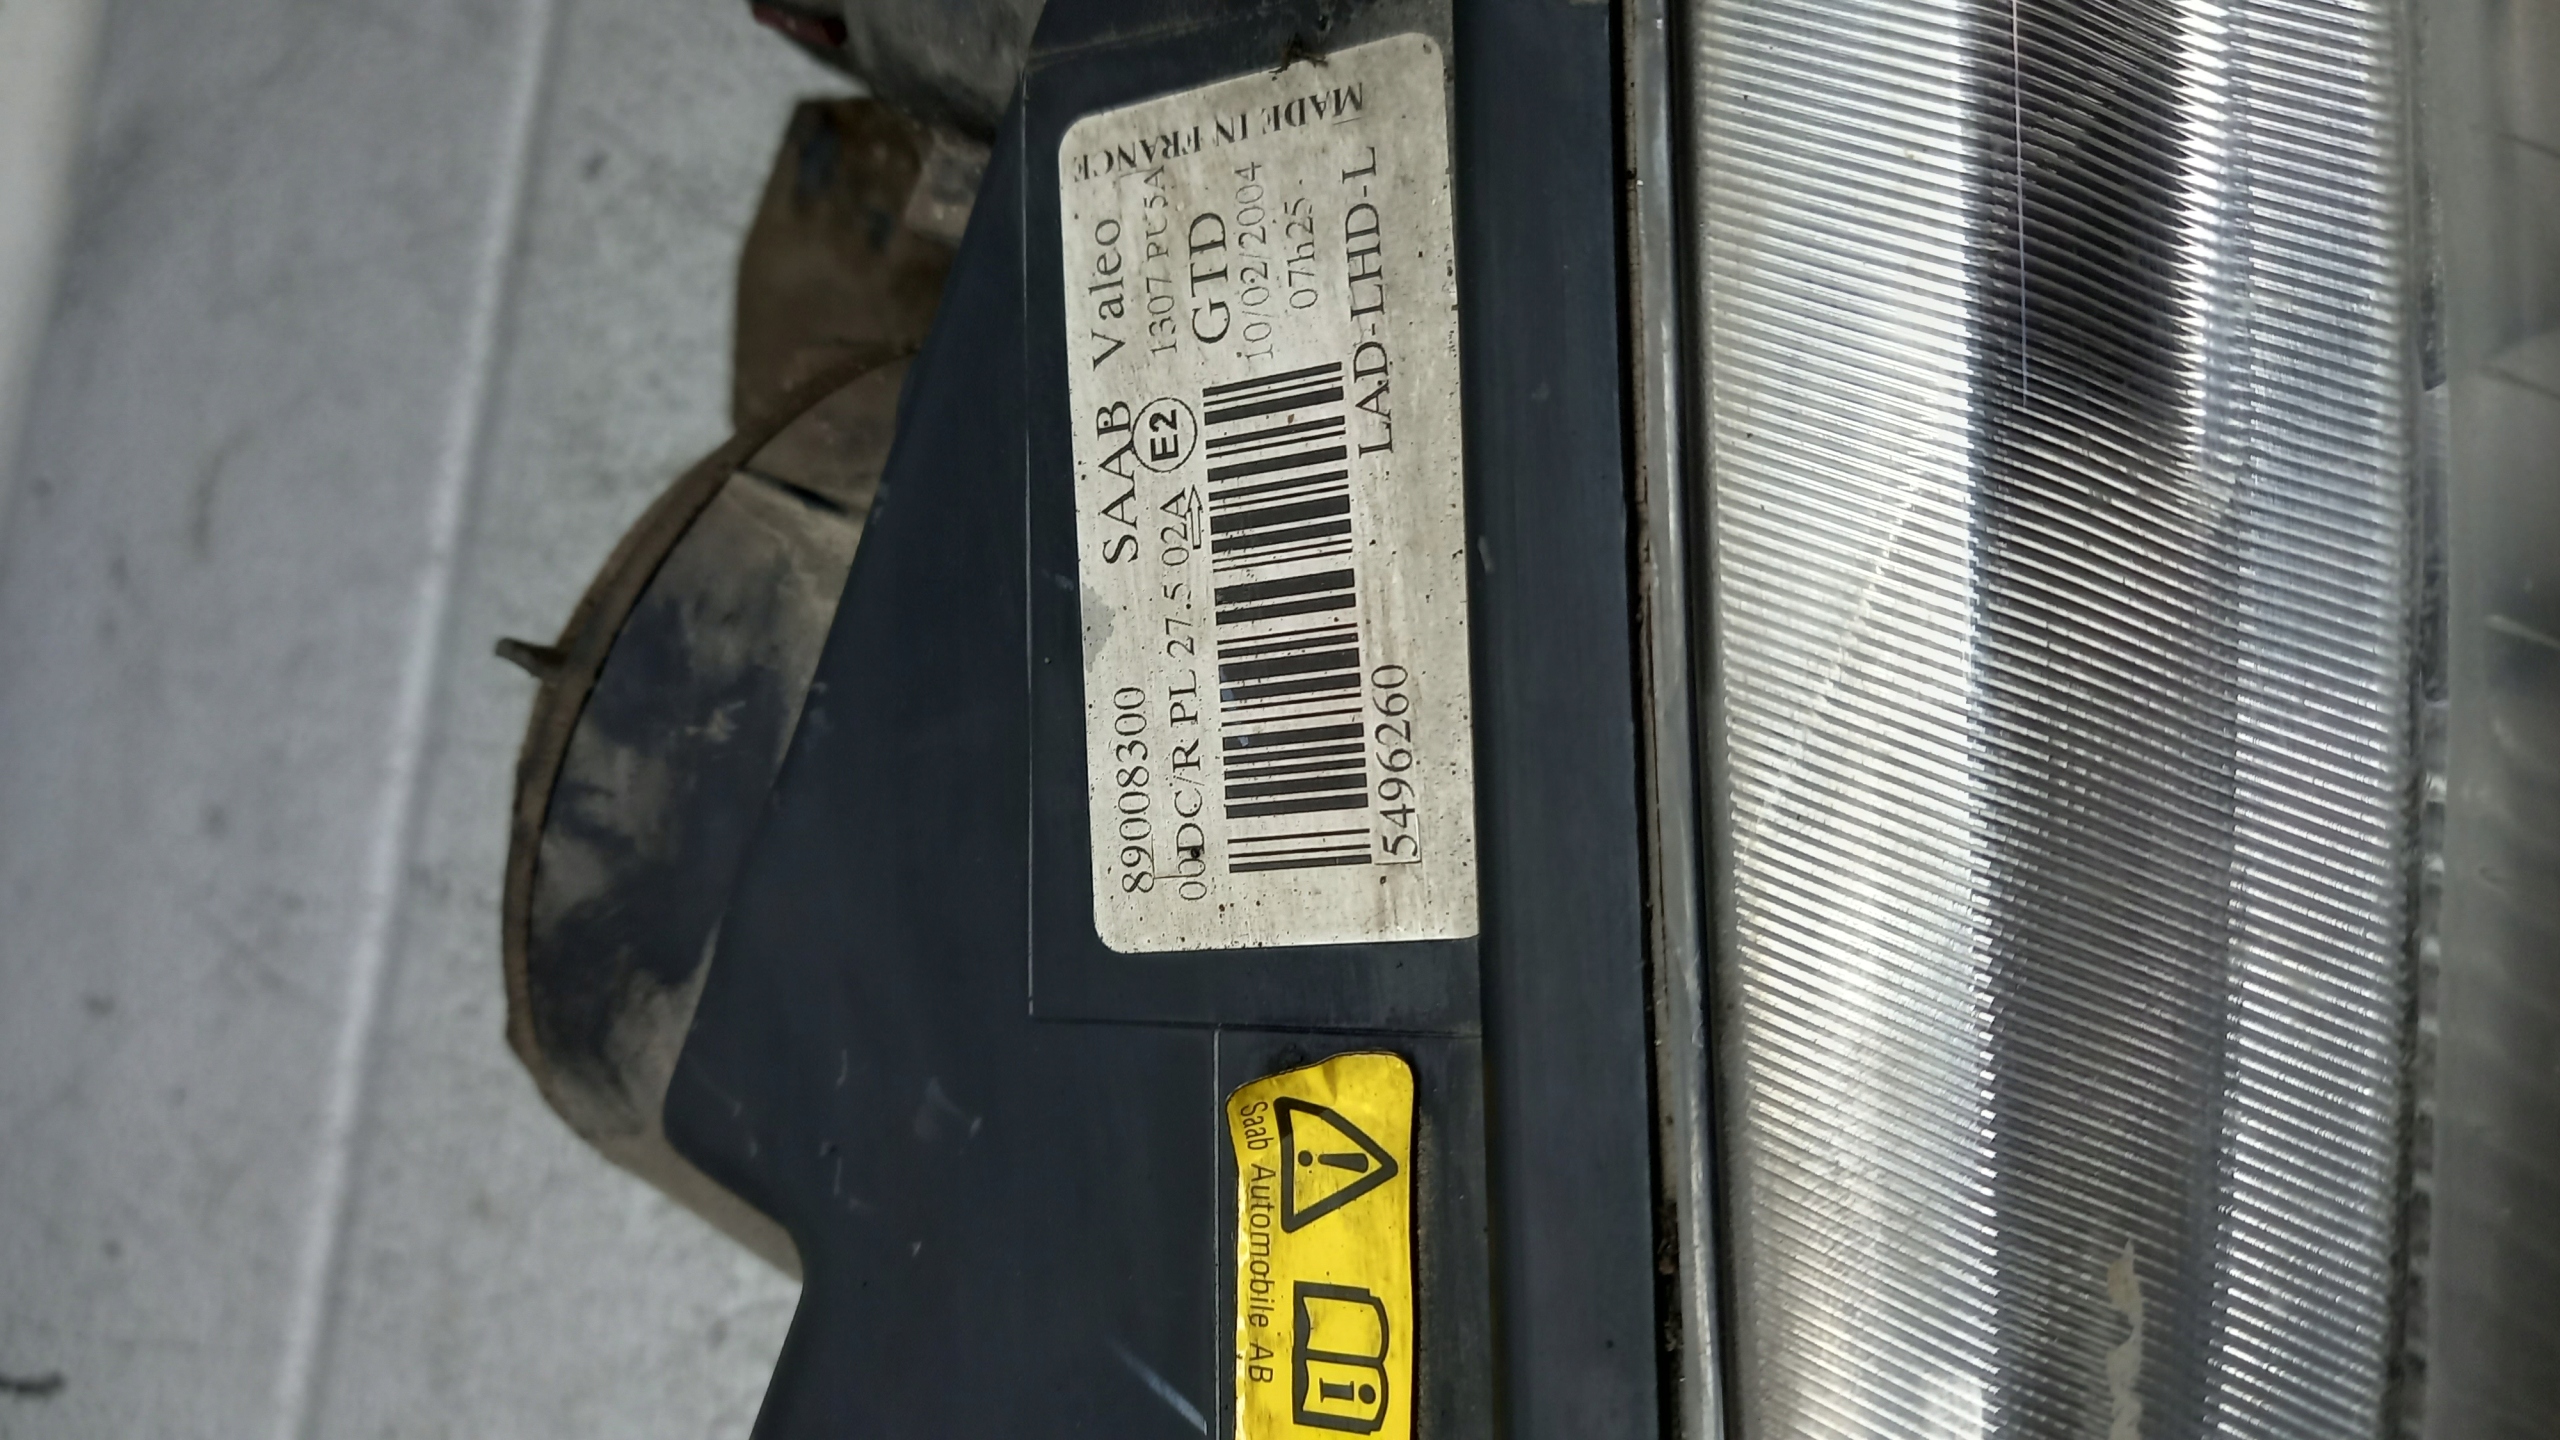 89008300 SAAB Valeo
00DC/R PL 27.5 02A E2 1307 PU5A
GTD
10/02/2004
07h25
5496260 LAD-LHD-L
MADE IN FRANCE
Saab Automobile AB